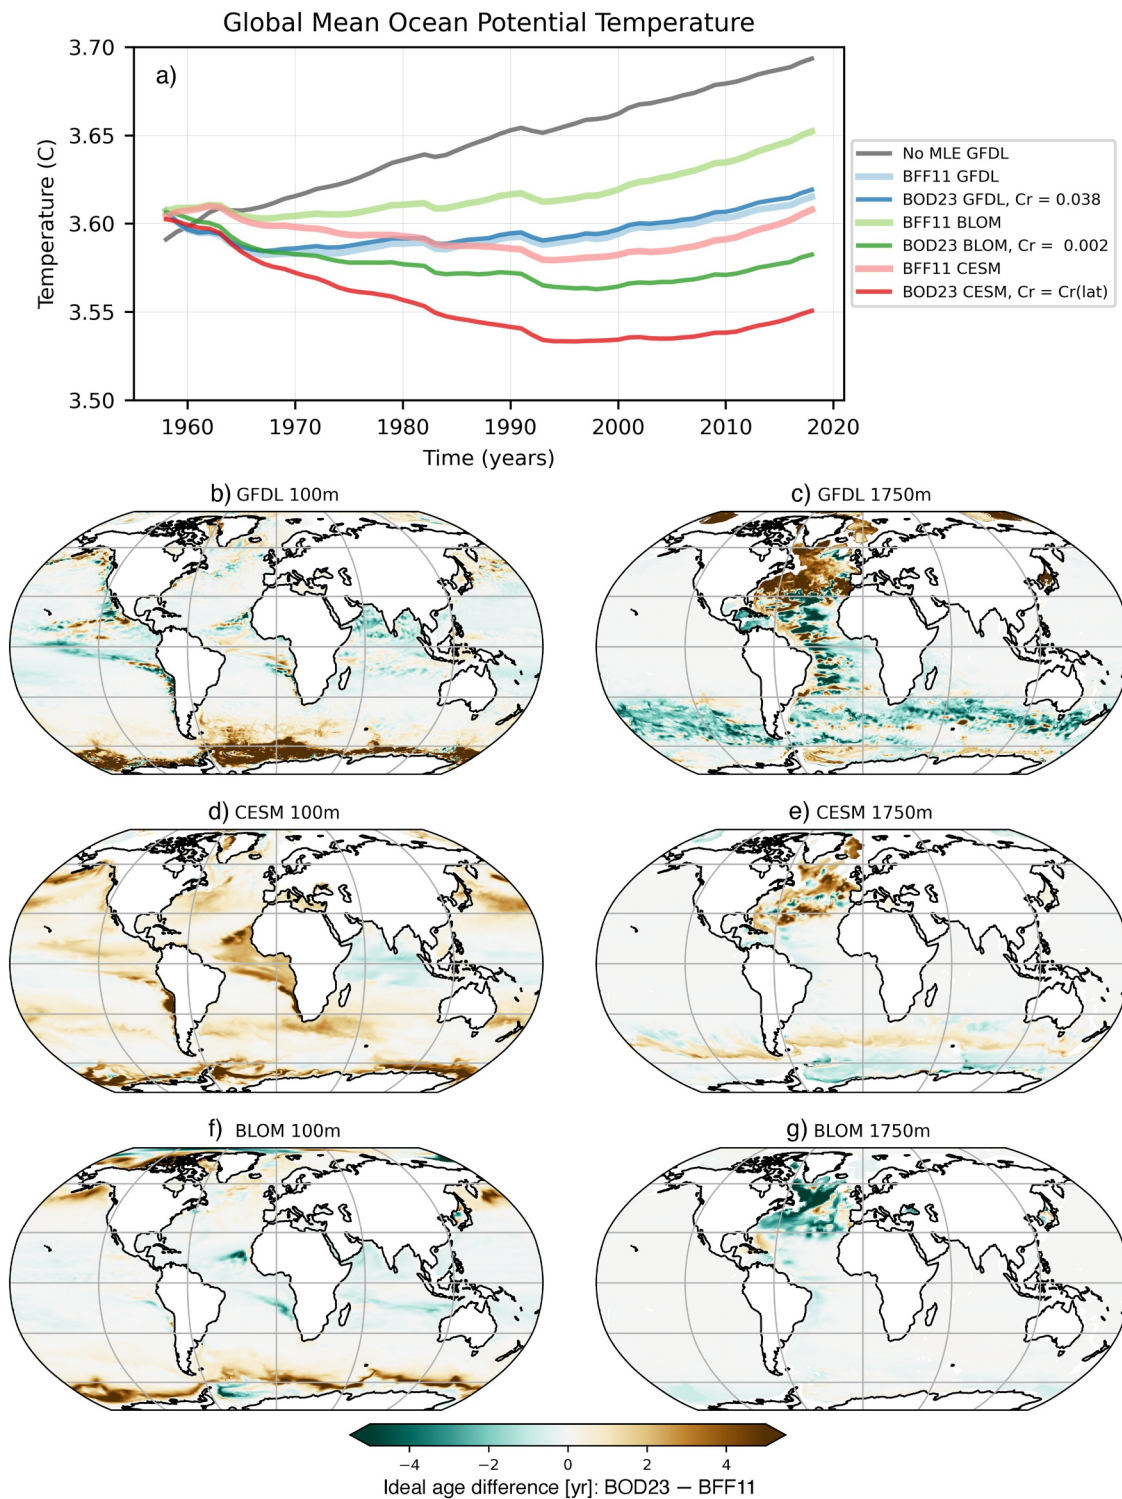 Global Mean Ocean Potential Temperature
a)
3.70
3.65
3.60
3.55
3.50
Temperature (C)
1960 1970 1980 1990 2000 2010 2020
Time (years)
No MLE GFDL
BFF11 GFDL
BOD23 GFDL, Cr = 0.038
BFF11 BLOM
BOD23 BLOM, Cr = 0.002
BFF11 CESM
BOD23 CESM, Cr = Cr(lat)
b) GFDL 100m
c) GFDL 1750m
d) CESM 100m
e) CESM 1750m
f) BLOM 100m
g) BLOM 1750m
−4 −2 0 2 4
Ideal age difference [yr]: BOD23 − BFF11